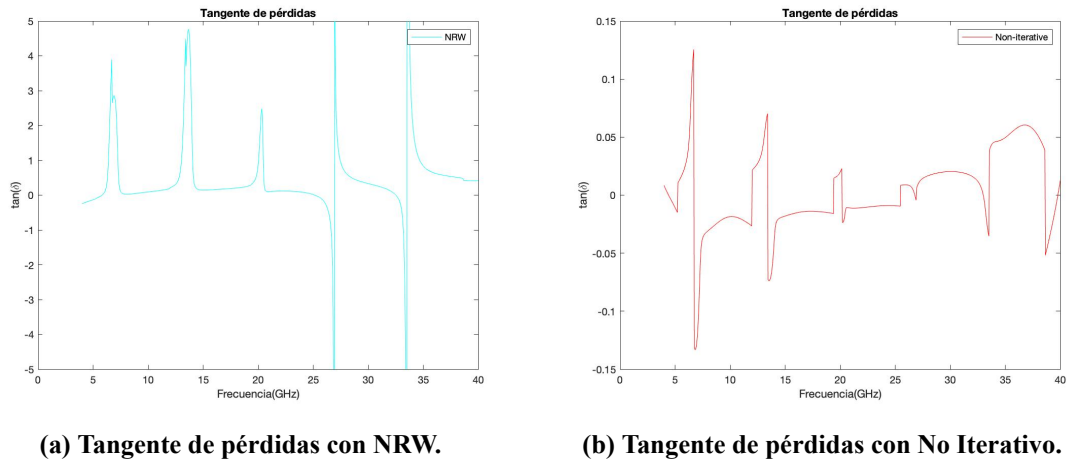 Tangente de pérdidas
NRW
tan(δ)
5
4
3
2
1
0
-1
-2
-3
-4
-5
0 5 10 15 20 25 30 35 40
Frecuencia(GHz)
(a) Tangente de pérdidas con NRW.
Tangente de pérdidas
Non-iterative
tan(δ)
0.15
0.1
0.05
0
-0.05
-0.1
-0.15
0 5 10 15 20 25 30 35 40
Frecuencia(GHz)
(b) Tangente de pérdidas con No Iterativo.